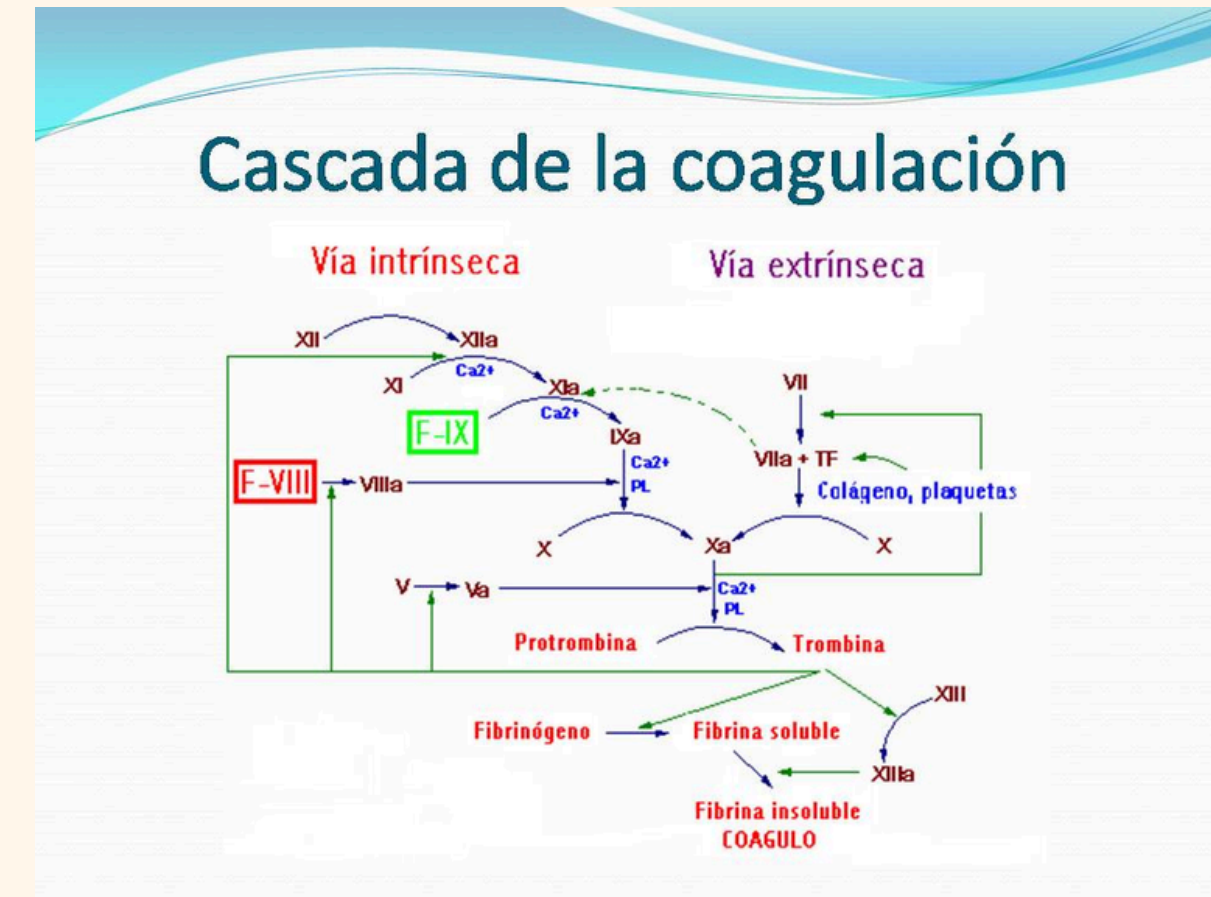 Cascada de la coagulación
Vía intrínseca
Vía extrínseca
XII
XIIa
XI
Ca2+
XIa
VII
F-IX
Ca2+
IXa
VIIa + TF
Ca2+
F-VIII
VIIIa
PL
Colágeno, plaquetas
X
Xa
X
V
Va
Ca2+
PL
Protrombina
Trombina
XIII
Fibrinógeno
Fibrina soluble
XIIIa
Fibrina insoluble
COAGULO